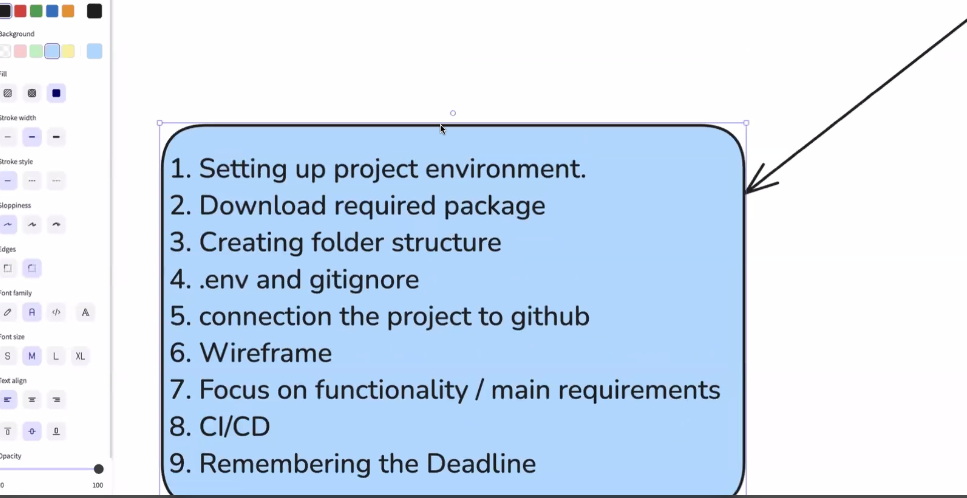 Background
Fill
Stroke width
Stroke style
Sloppiness
Edges
Font family
Font size
S M L XL
Text align
Opacity
0 100
1. Setting up project environment.
2. Download required package
3. Creating folder structure
4. .env and gitignore
5. connection the project to github
6. Wireframe
7. Focus on functionality / main requirements
8. CI/CD
9. Remembering the Deadline